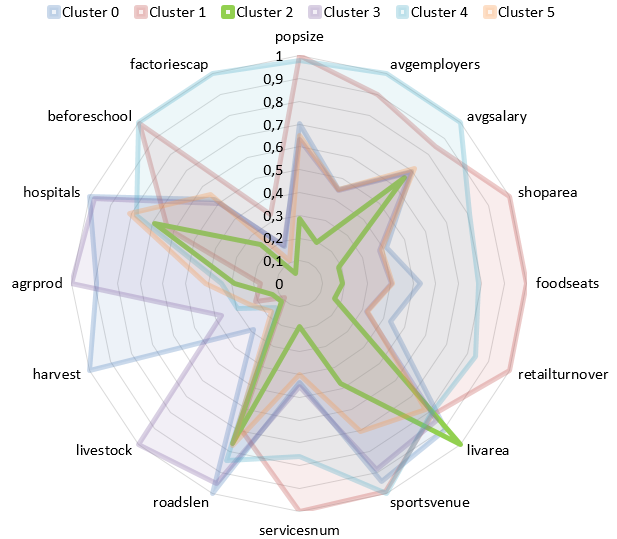 Cluster 0 Cluster 1 Cluster 2 Cluster 3 Cluster 4 Cluster 5
popsize
factoriescap
avgemployers
beforeschool
avgsalary
hospitals
shoparea
agrprod
foodseats
harvest
retailturnover
livestock
livarea
roadslen
sportsvenue
servicesnum
1
0,9
0,8
0,7
0,6
0,5
0,4
0,3
0,2
0,1
0